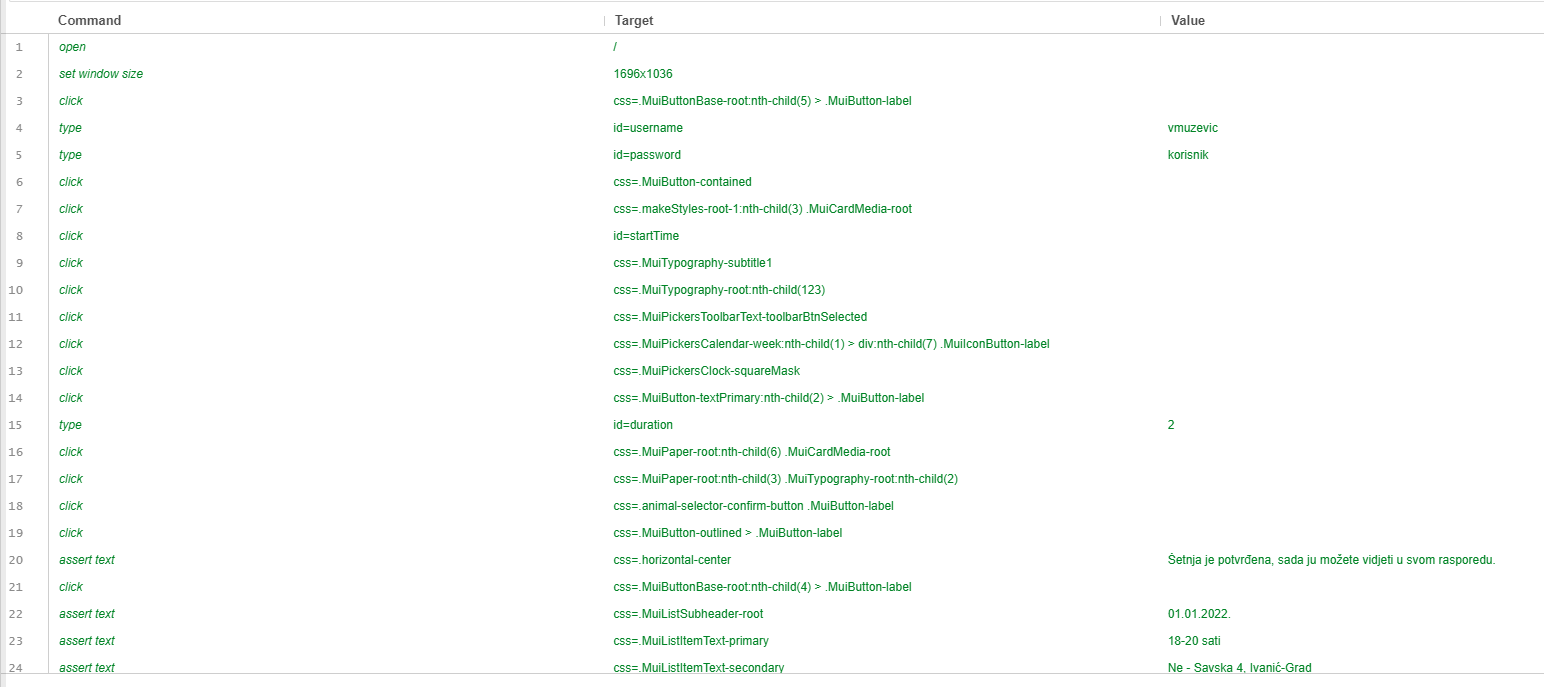 Command Target Value
1 open /
2 set window size 1696x1036
3 click css=.MuiButtonBase-root:nth-child(5) > .MuiButton-label
4 type id=username vmuzevic
5 type id=password korisnik
6 click css=.MuiButton-contained
7 click css=.makeStyles-root-1:nth-child(3) .MuiCardMedia-root
8 click id=startTime
9 click css=.MuiTypography-subtitle1
10 click css=.MuiTypography-root:nth-child(123)
11 click css=.MuiPickersToolbarText-toolbarBtnSelected
12 click css=.MuiPickersCalendar-week:nth-child(1) > div:nth-child(7) .MuiIconButton-label
13 click css=.MuiPickersClock-squareMask
14 click css=.MuiButton-textPrimary:nth-child(2) > .MuiButton-label
15 type id=duration 2
16 click css=.MuiPaper-root:nth-child(6) .MuiCardMedia-root
17 click css=.MuiPaper-root:nth-child(3) .MuiTypography-root:nth-child(2)
18 click css=.animal-selector-confirm-button .MuiButton-label
19 click css=.MuiButton-outlined > .MuiButton-label
20 assert text css=.horizontal-center Šetnja je potvrđena, sada ju možete vidjeti u svom rasporedu.
21 click css=.MuiButtonBase-root:nth-child(4) > .MuiButton-label
22 assert text css=.MuiListSubheader-root 01.01.2022.
23 assert text css=.MuiListItemText-primary 18-20 sati
24 assert text css=.MuiListItemText-secondary Ne - Savska 4, Ivanić-Grad